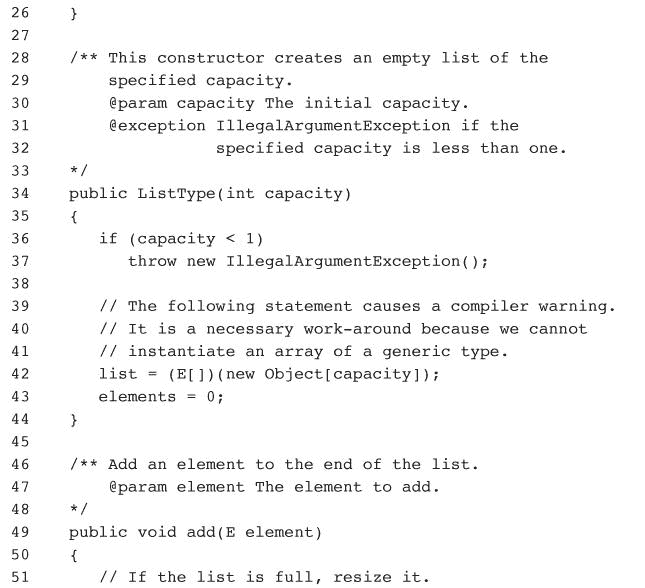 26 }
27
28 /** This constructor creates an empty list of the
29 specified capacity.
30 @param capacity The initial capacity.
31 @exception IllegalArgumentException if the
32 specified capacity is less than one.
33 */
34 public ListType(int capacity)
35 {
36 if (capacity < 1)
37 throw new IllegalArgumentException();
38
39 // The following statement causes a compiler warning.
40 // It is a necessary work-around because we cannot
41 // instantiate an array of a generic type.
42 list = (E[])(new Object[capacity]);
43 elements = 0;
44 }
45
46 /** Add an element to the end of the list.
47 @param element The element to add.
48 */
49 public void add(E element)
50 {
51 // If the list is full, resize it.